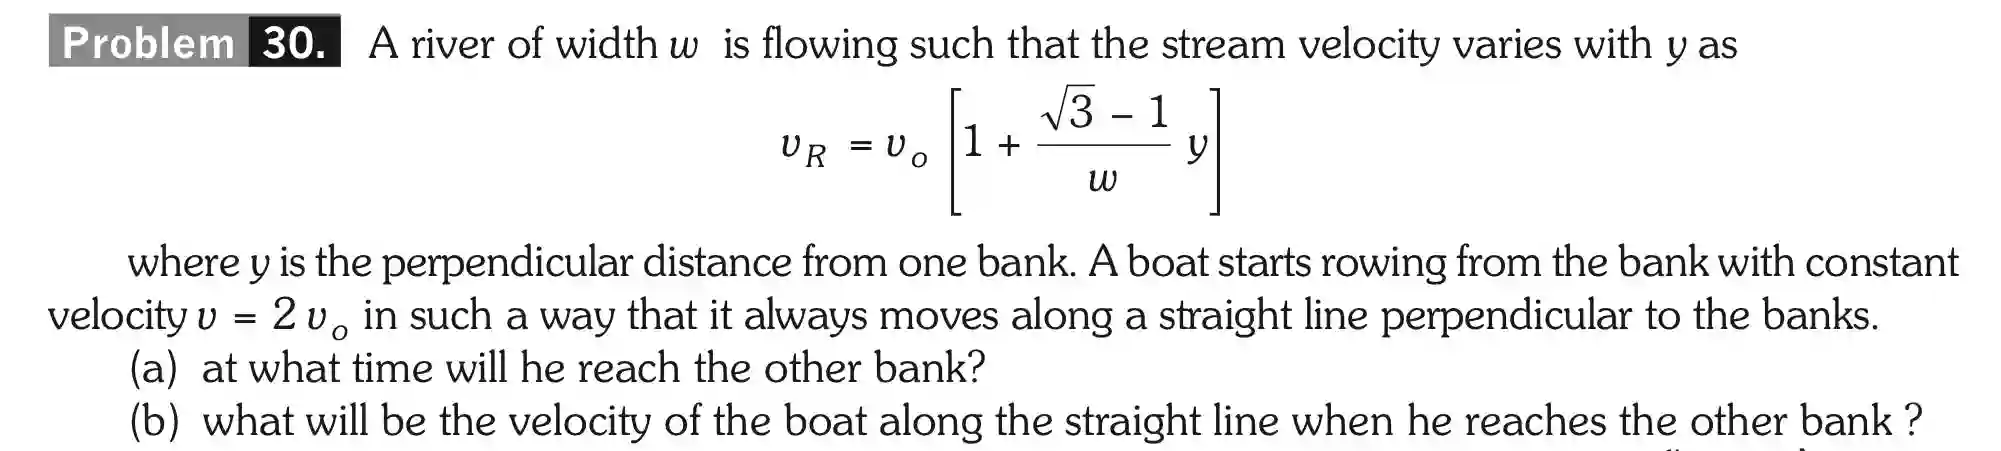 Problem 30. A river of width w is flowing such that the stream velocity varies with y as
v_R = v_o [1 + \frac{\sqrt{3} - 1}{w} y]
where y is the perpendicular distance from one bank. A boat starts rowing from the bank with constant
velocity v = 2 v_o in such a way that it always moves along a straight line perpendicular to the banks.
(a) at what time will he reach the other bank?
(b) what will be the velocity of the boat along the straight line when he reaches the other bank ?